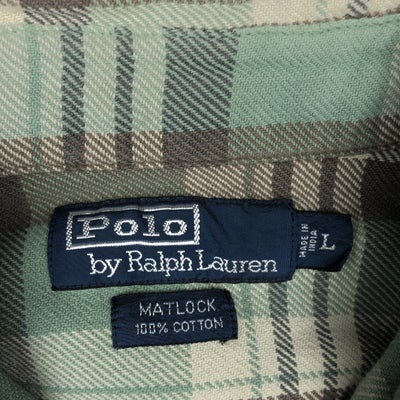 Polo
by Ralph Lauren
MADE IN
INDIA
L
MATLOCK
100% COTTON